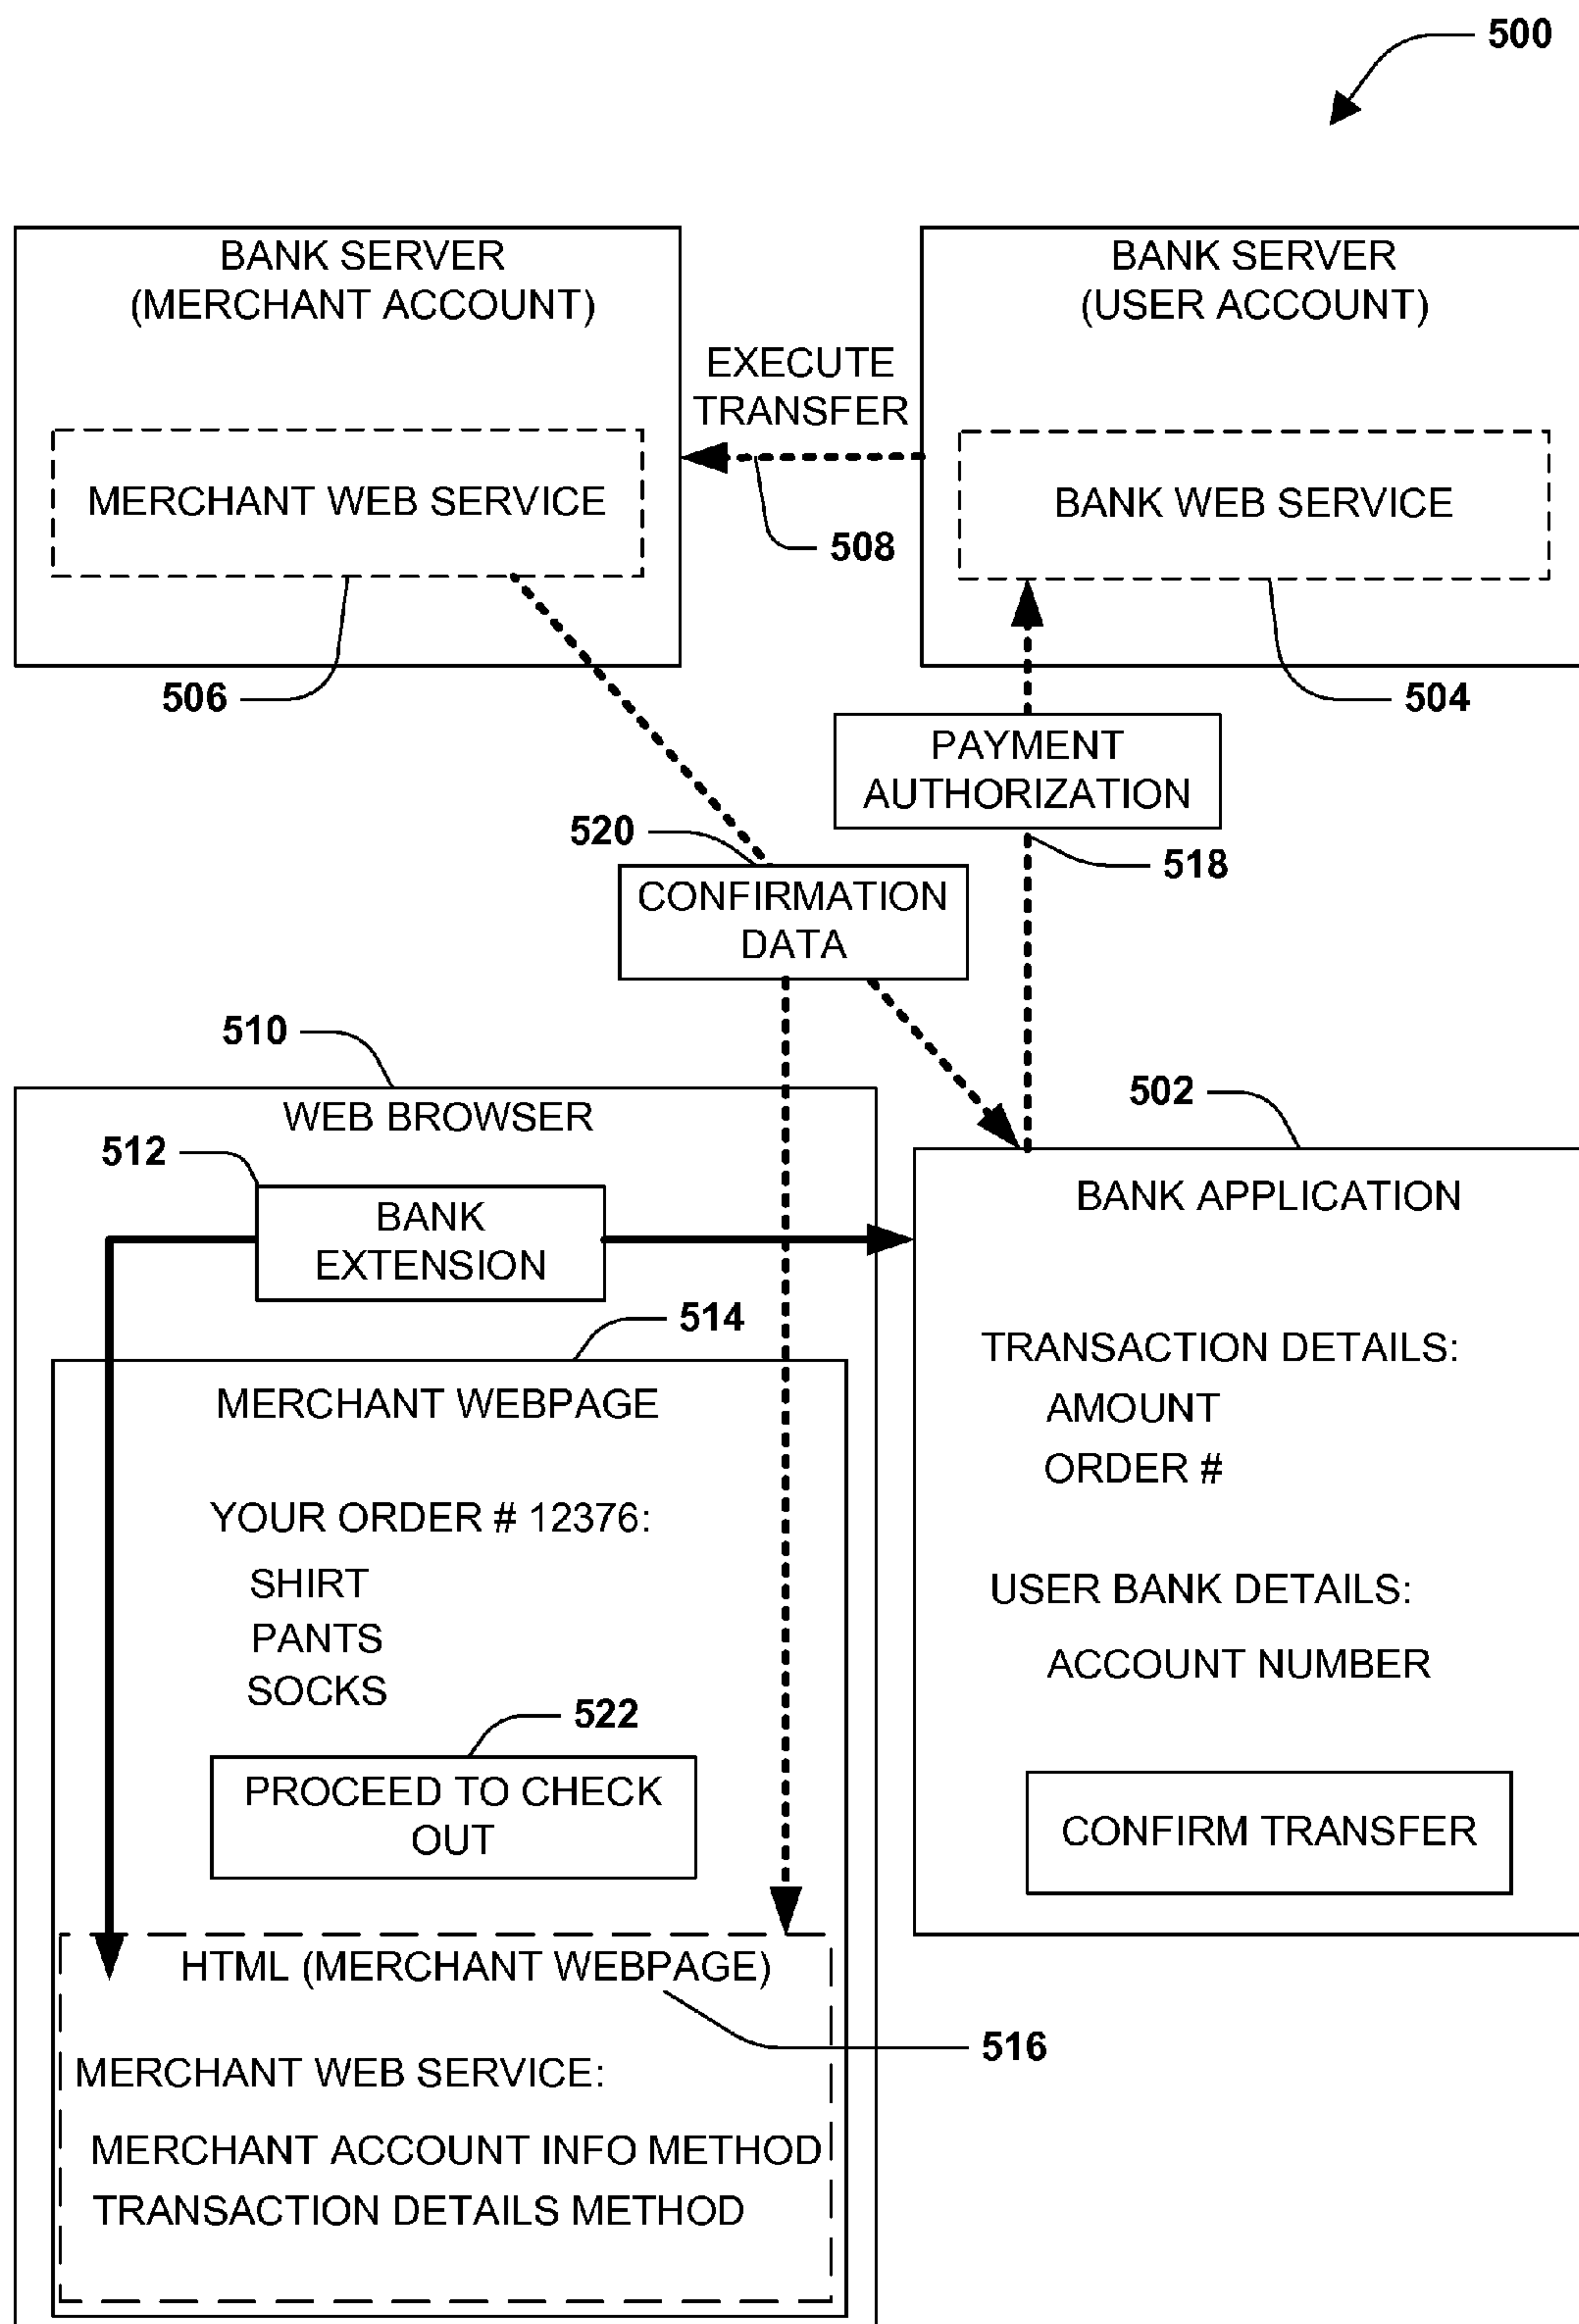 500
BANK SERVER
(MERCHANT ACCOUNT)
BANK SERVER
(USER ACCOUNT)
EXECUTE
TRANSFER
MERCHANT WEB SERVICE
BANK WEB SERVICE
508
506
504
PAYMENT
AUTHORIZATION
520
518
CONFIRMATION
DATA
510
WEB BROWSER
502
512
BANK
EXTENSION
BANK APPLICATION
514
MERCHANT WEBPAGE
TRANSACTION DETAILS:
AMOUNT
ORDER #
YOUR ORDER # 12376:
SHIRT
PANTS
SOCKS
USER BANK DETAILS:
ACCOUNT NUMBER
522
PROCEED TO CHECK
OUT
CONFIRM TRANSFER
HTML (MERCHANT WEBPAGE)
516
MERCHANT WEB SERVICE:
MERCHANT ACCOUNT INFO METHOD
TRANSACTION DETAILS METHOD